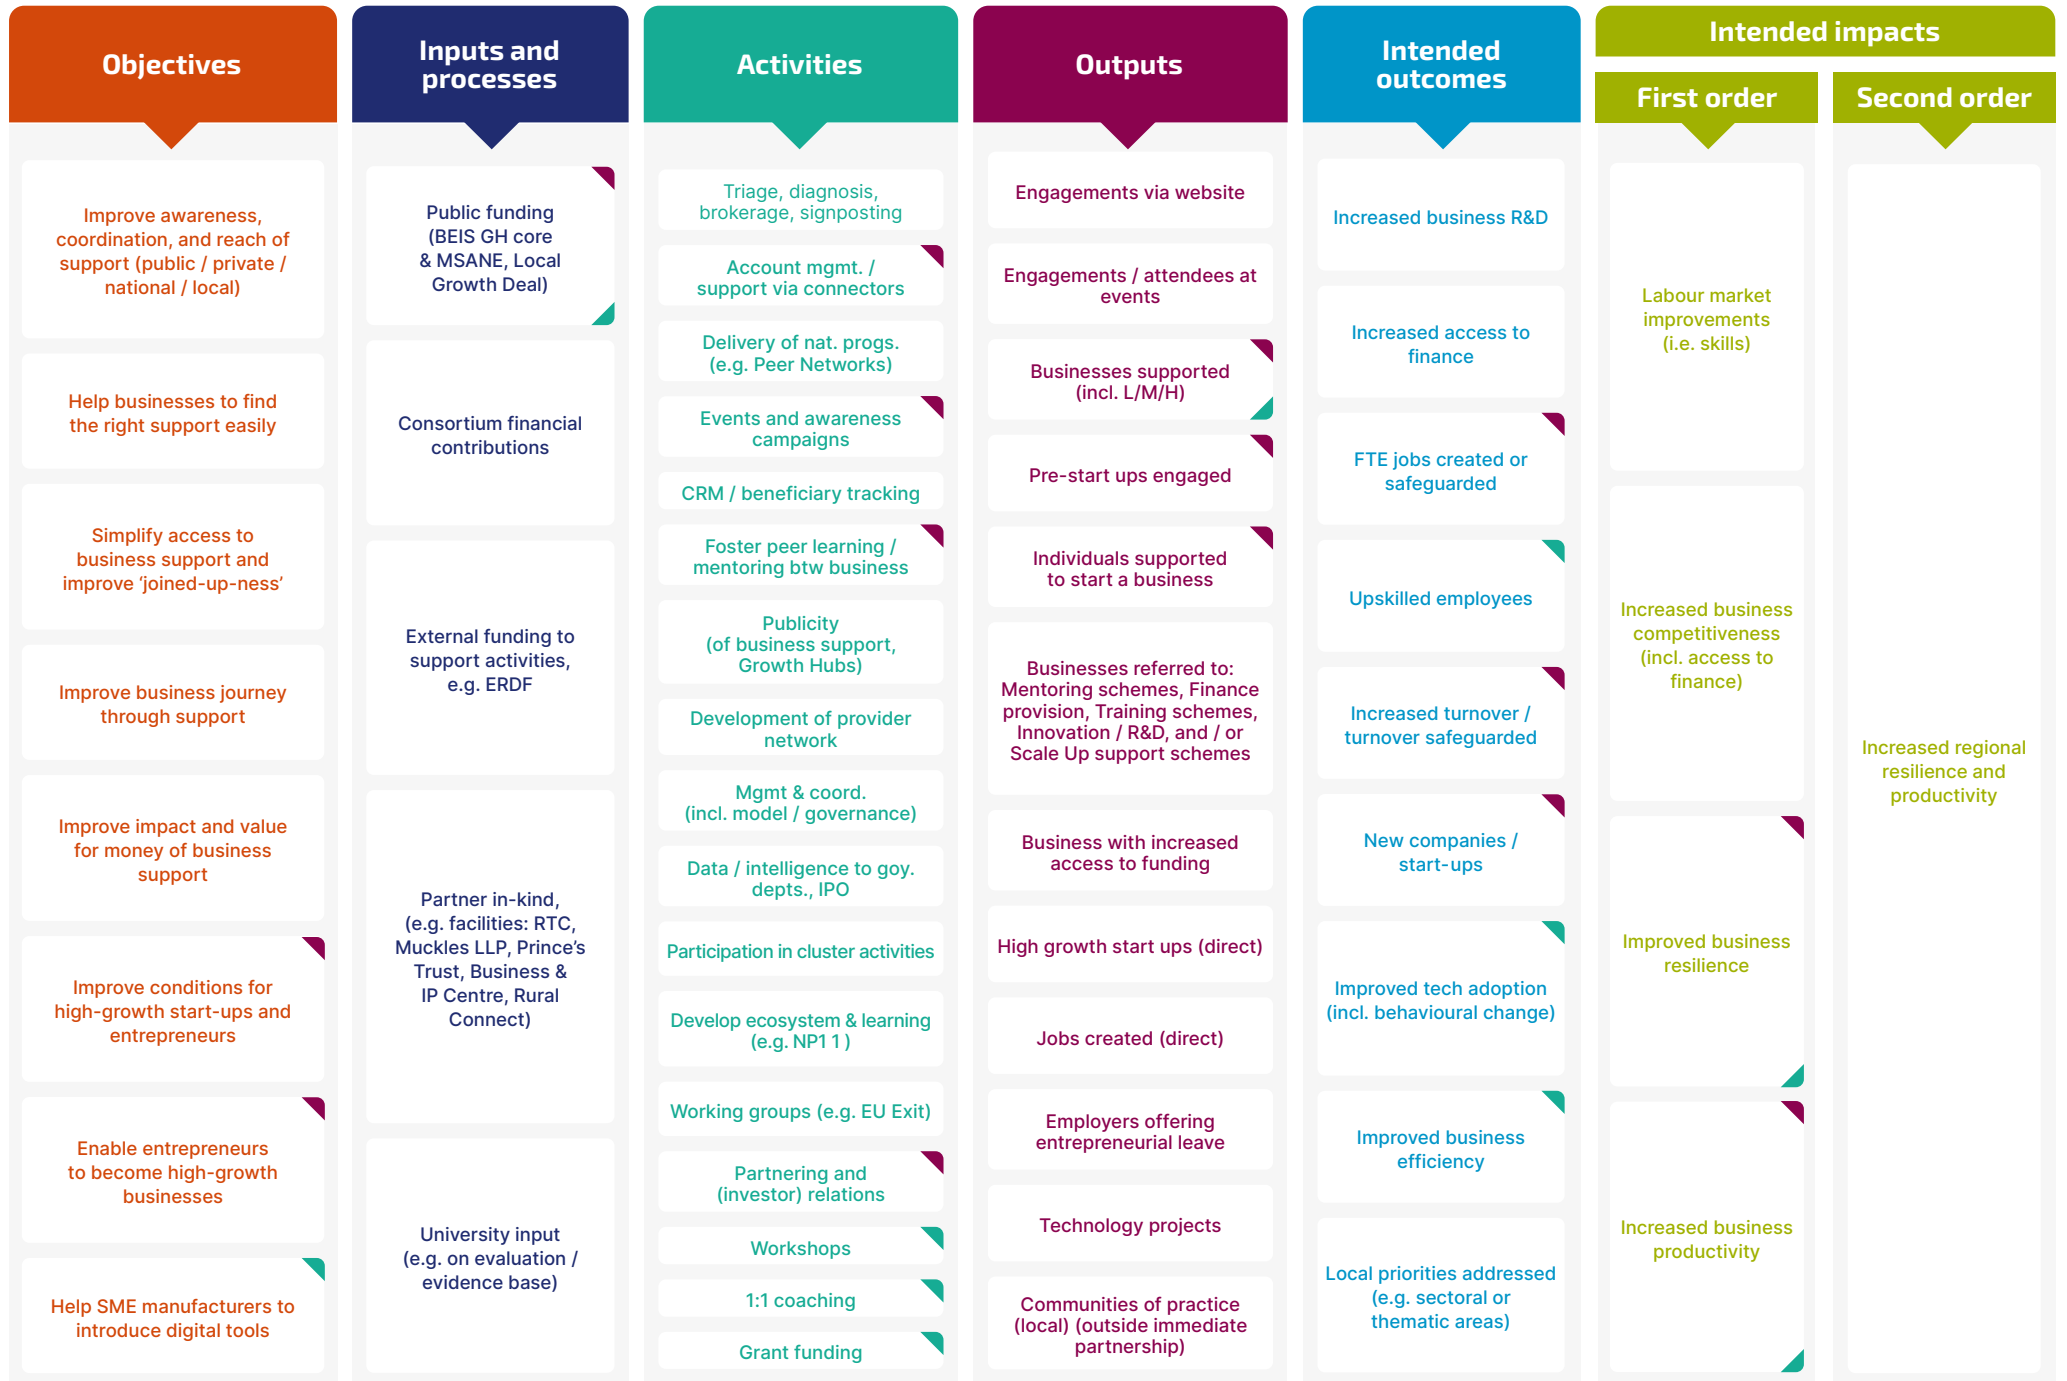 Objectives
Improve awareness,
coordination, and reach of
support (public / private /
national / local)
Help businesses to find
the right support easily
Simplify access to
business support and
improve ‘joined-up-ness’
Improve business journey
through support
Improve impact and value
for money of business
support
Improve conditions for
high-growth start-ups and
entrepreneurs
Enable entrepreneurs
to become high-growth
businesses
Help SME manufacturers to
introduce digital tools
Inputs and
processes
Public funding
(BEIS GH core
& MSANE, Local
Growth Deal)
Consortium financial
contributions
External funding to
support activities,
e.g. ERDF
Partner in-kind,
(e.g. facilities: RTC,
Muckles LLP, Prince’s
Trust, Business &
IP Centre, Rural
Connect)
University input
(e.g. on evaluation /
evidence base)
Activities
Triage, diagnosis,
brokerage, signposting
Account mgmt. /
support via connectors
Delivery of nat. progs.
(e.g. Peer Networks)
Events and awareness
campaigns
CRM / beneficiary tracking
Foster peer learning /
mentoring btw business
Publicity
(of business support,
Growth Hubs)
Development of provider
network
Mgmt & coord.
(incl. model / governance)
Data / intelligence to goy.
depts., IPO
Participation in cluster activities
Develop ecosystem & learning
(e.g. NP1 1 )
Working groups (e.g. EU Exit)
Partnering and
(investor) relations
Workshops
1:1 coaching
Grant funding
Outputs
Engagements via website
Engagements / attendees at
events
Businesses supported
(incl. L/M/H)
Pre-start ups engaged
Individuals supported
to start a business
Businesses referred to:
Mentoring schemes, Finance
provision, Training schemes,
Innovation / R&D, and / or
Scale Up support schemes
Business with increased
access to funding
High growth start ups (direct)
Jobs created (direct)
Employers offering
entrepreneurial leave
Technology projects
Communities of practice
(local) (outside immediate
partnership)
Intended
outcomes
Increased business R&D
Increased access to
finance
FTE jobs created or
safeguarded
Upskilled employees
Increased turnover /
turnover safeguarded
New companies /
start-ups
Improved tech adoption
(incl. behavioural change)
Improved business
efficiency
Local priorities addressed
(e.g. sectoral or
thematic areas)
Intended impacts
First order
Labour market
improvements
(i.e. skills)
Increased business
competitiveness
(incl. access to
finance)
Improved business
resilience
Increased business
productivity
Second order
Increased regional
resilience and
productivity